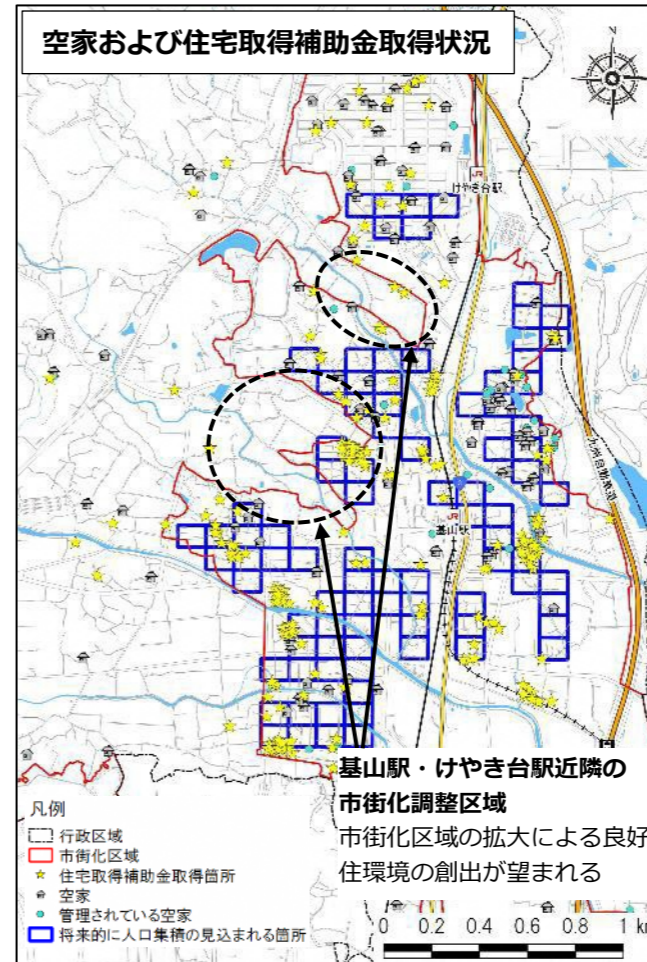 空家および住宅取得補助金取得状況
N
JR
けやき台駅
九州自動車道
JR
基山駅
基山駅・けやき台駅近隣の
市街化調整区域
市街化区域の拡大による良好
住環境の創出が望まれる
凡例
行政区域
市街化区域
住宅取得補助金取得箇所
空家
管理されている空家
将来的に人口集積の見込まれる箇所
0 0.2 0.4 0.6 0.8 1 km